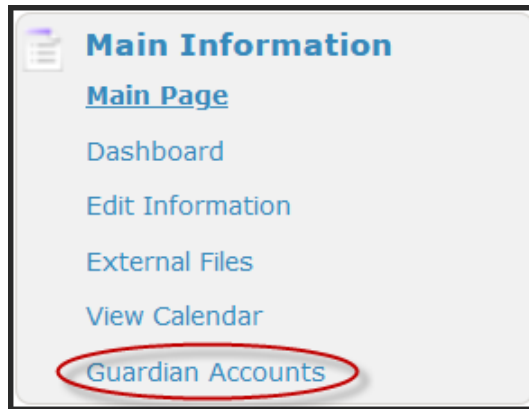 Main Information
Main Page
Dashboard
Edit Information
External Files
View Calendar
Guardian Accounts